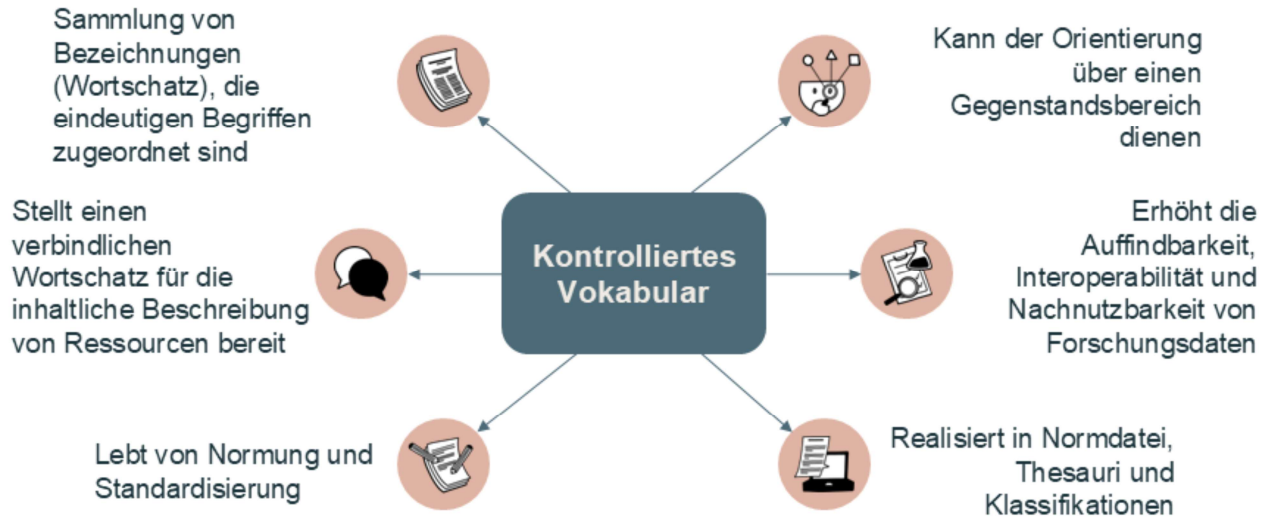 Sammlung von
Bezeichnungen
(Wortschatz), die
eindeutigen Begriffen
zugeordnet sind
Kann der Orientierung
über einen
Gegenstandsbereich
dienen
Stellt einen
verbindlichen
Wortschatz für die
inhaltliche Beschreibung
von Ressourcen bereit
Kontrolliertes
Vokabular
Erhöht die
Auffindbarkeit,
Interoperabilität und
Nachnutzbarkeit von
Forschungsdaten
Lebt von Normung und
Standardisierung
Realisiert in Normdatei,
Thesauri und
Klassifikationen